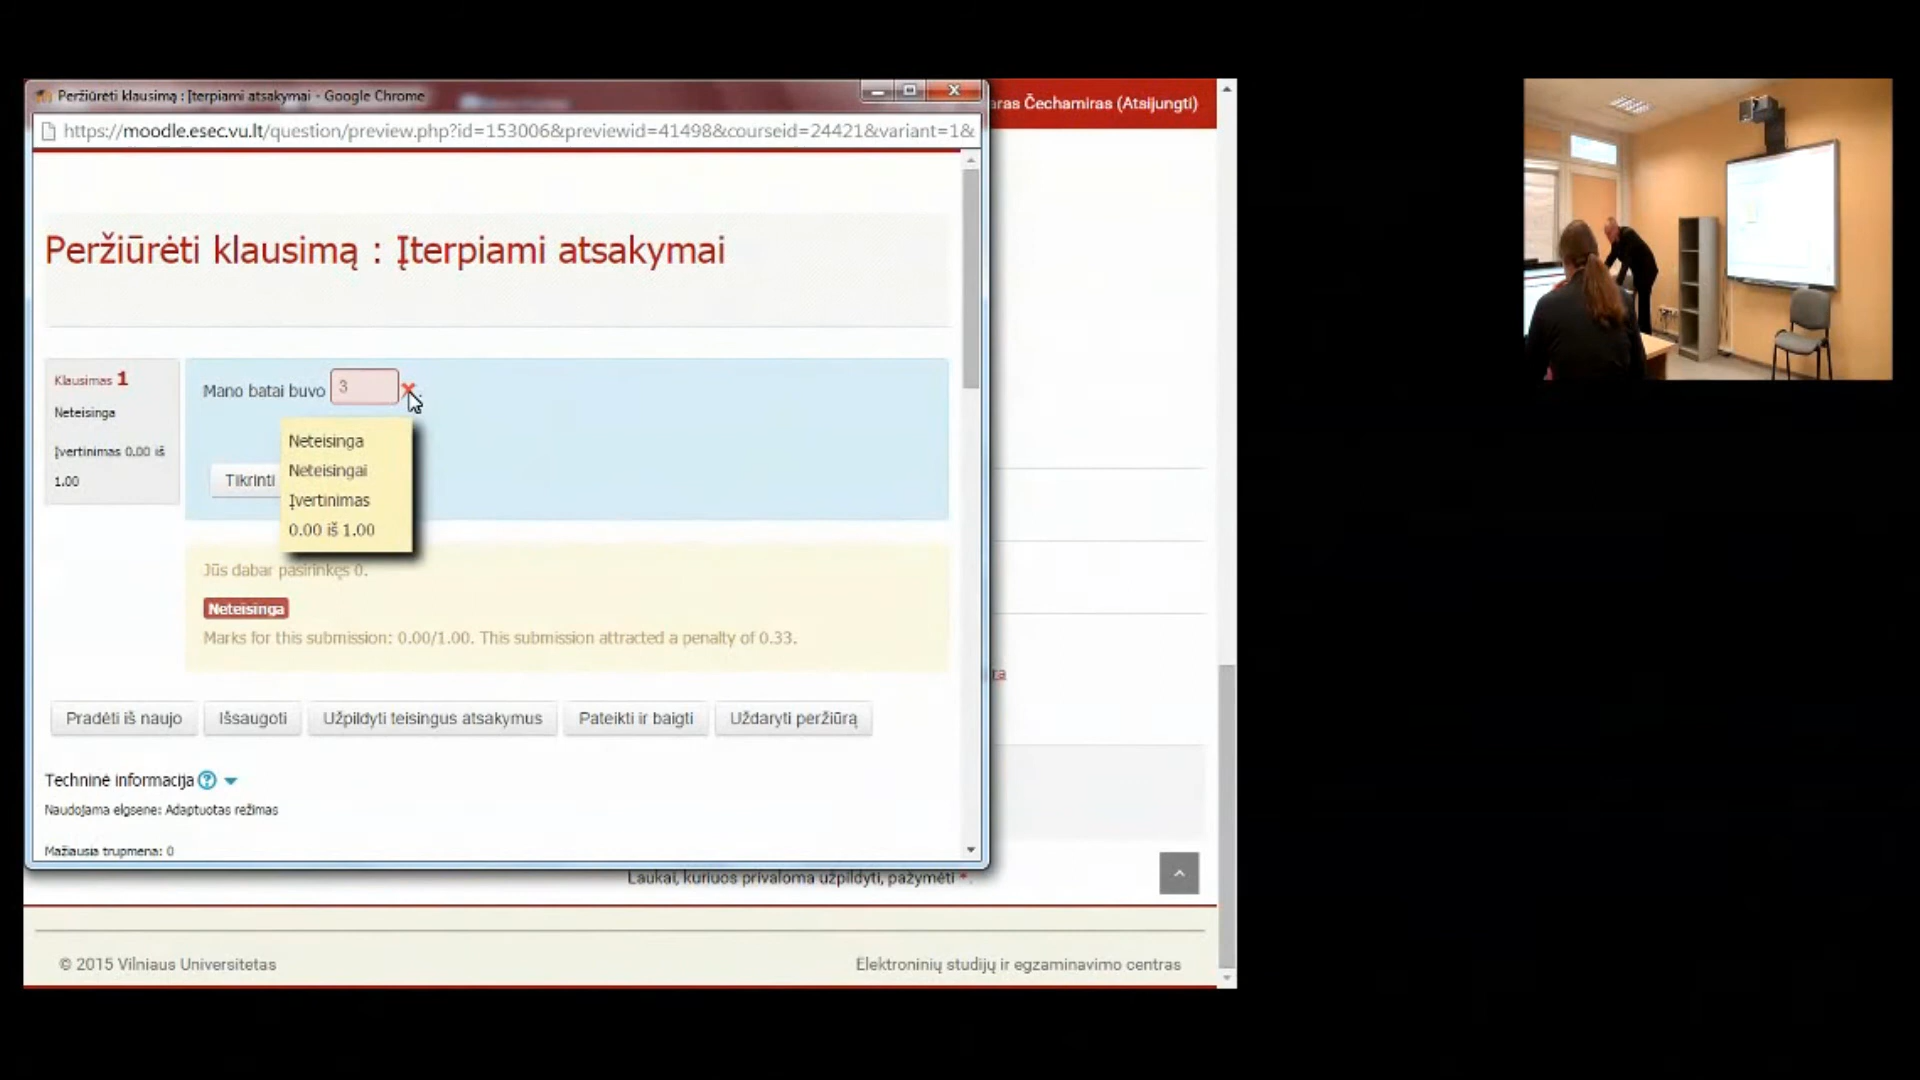 Peržiūrėti klausimą : Įterpiami atsakymai - Google Chrome
Čechamiras (Atsijungti)
https://moodle.esec.vu.lt/question/preview.php?id=153006&previewid=41498&courseid=24421&variant=1&
Peržiūrėti klausimą : Įterpiami atsakymai
Klausimas 1
Neteisinga
Įvertinimas 0.00 iš
1.00
Mano batai buvo 3
Neteisinga
Neteisingai
Įvertinimas
0.00 iš 1.00
Tikrinti
Jūs dabar pasirinkęs 0.
Neteisinga
Marks for this submission: 0.00/1.00. This submission attracted a penalty of 0.33.
Pradėti iš naujo
Išsaugoti
Užpildyti teisingus atsakymus
Pateikti ir baigti
Uždaryti peržiūrą
Techninė informacija
Naudojama elgsenė: Adaptuotas režimas
Mažiausia trupmena: 0
Laukai, kuriuos privaloma užpildyti, pažymėti *.
© 2015 Vilniaus Universitetas
Elektroninių studijų ir egzaminavimo centras